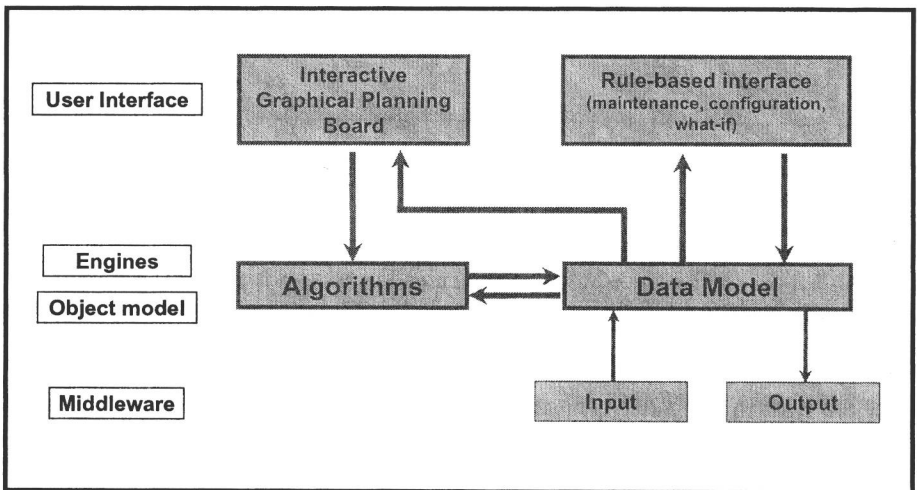 User Interface
Interactive
Graphical Planning
Board
Rule-based interface
(maintenance, configuration,
what-if)
Engines
Object model
Algorithms
Data Model
Middleware
Input
Output